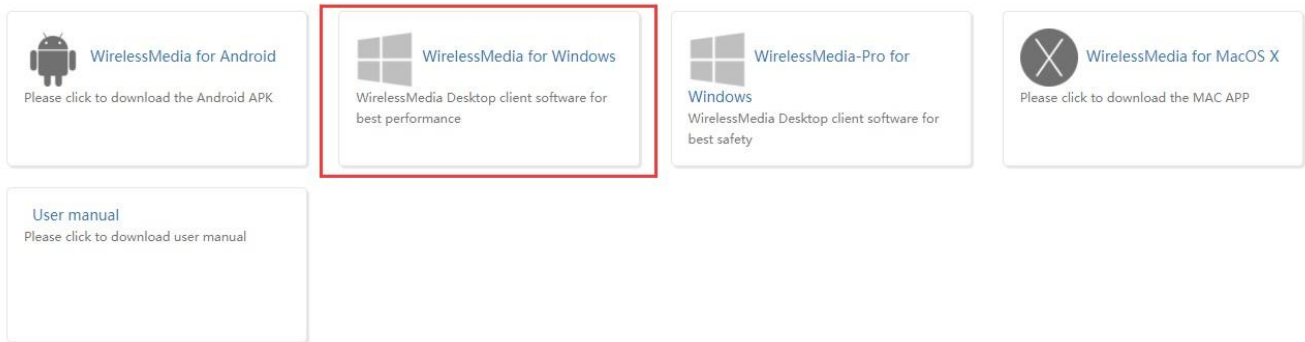 WirelessMedia for Android
Please click to download the Android APK
WirelessMedia for Windows
WirelessMedia Desktop client software for
best performance
WirelessMedia-Pro for
Windows
WirelessMedia Desktop client software for
best safety
X
WirelessMedia for MacOS X
Please click to download the MAC APP
User manual
Please click to download user manual